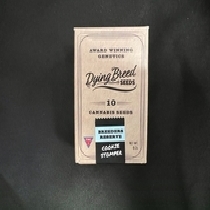 AWARD WINNING
GENETICS
Dying Breed
SEEDS
10
CANNABIS SEEDS
BREEDERS
RESERVE
COOKIE
STOMPER